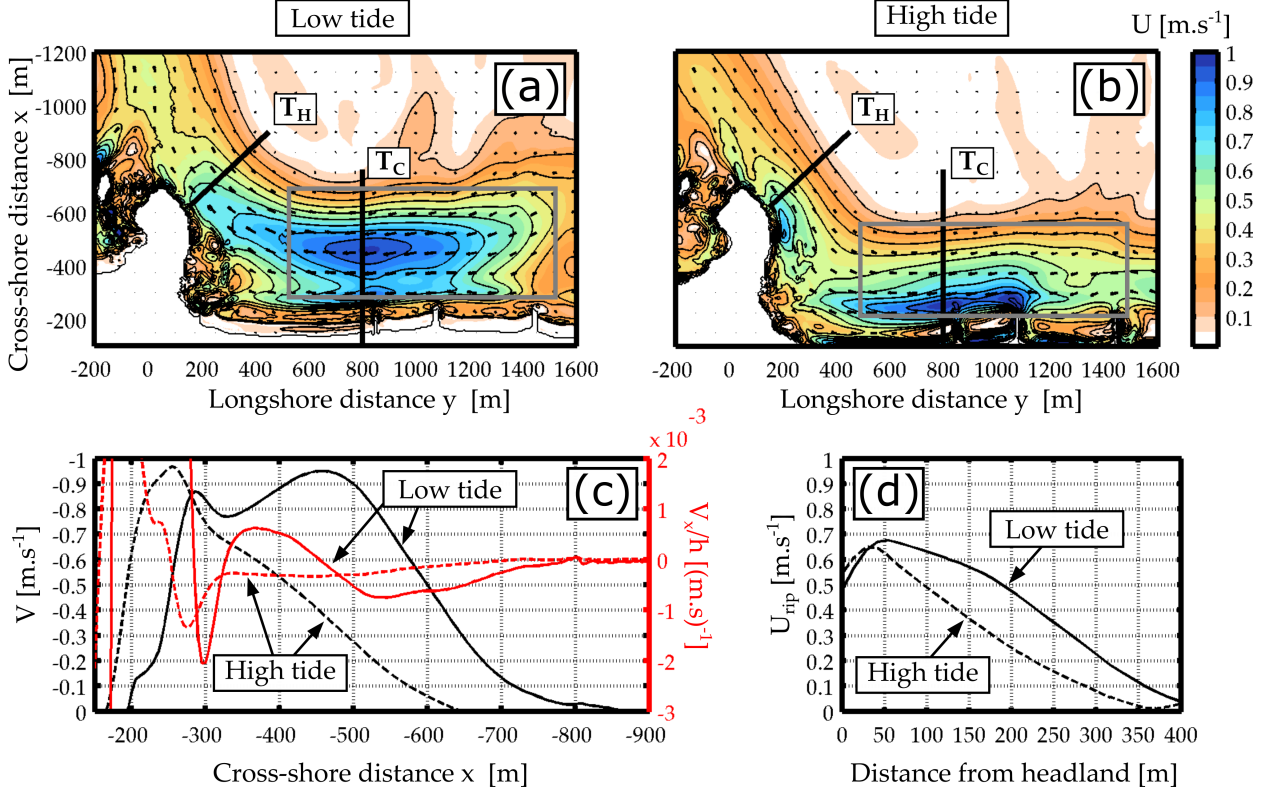 Low tide
High tide
U [m.s-1]
(a)
(b)
TH
TC
TH
TC
Cross-shore distance x [m]
-1200
-1000
-800
-600
-400
-200
-200 0 200 400 600 800 1000 1200 1400 1600
Longshore distance y [m]
-200 0 200 400 600 800 1000 1200 1400 1600
Longshore distance y [m]
1
0.9
0.8
0.7
0.6
0.5
0.4
0.3
0.2
0.1
(c)
V [m.s-1]
-1
-0.9
-0.8
-0.7
-0.6
-0.5
-0.4
-0.3
-0.2
-0.1
0
Low tide
High tide
x 10-3
2
1
0
-1
-2
-3
Vx/h [(m.s)-1]
-200 -300 -400 -500 -600 -700 -800 -900
Cross-shore distance x [m]
(d)
Urip [m.s-1]
1
0.9
0.8
0.7
0.6
0.5
0.4
0.3
0.2
0.1
0
Low tide
High tide
0 50 100 150 200 250 300 350 400
Distance from headland [m]